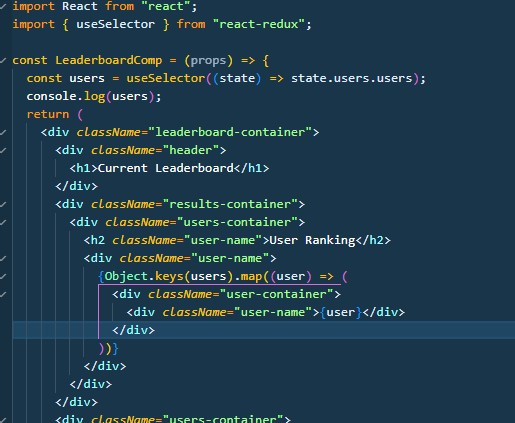 import React from "react";
import { useSelector } from "react-redux";
const LeaderboardComp = (props) => {
const users = useSelector((state) => state.users.users);
console.log(users);
return (
<div className="leaderboard-container">
<div className="header">
<h1>Current Leaderboard</h1>
</div>
<div className="results-container">
<div className="users-container">
<h2 className="user-name">User Ranking</h2>
<div className="user-name">
{Object.keys(users).map((user) => (
<div className="user-container">
<div className="user-name">{user}</div>
</div>
))}
</div>
</div>
</div>
<div className="users-container">